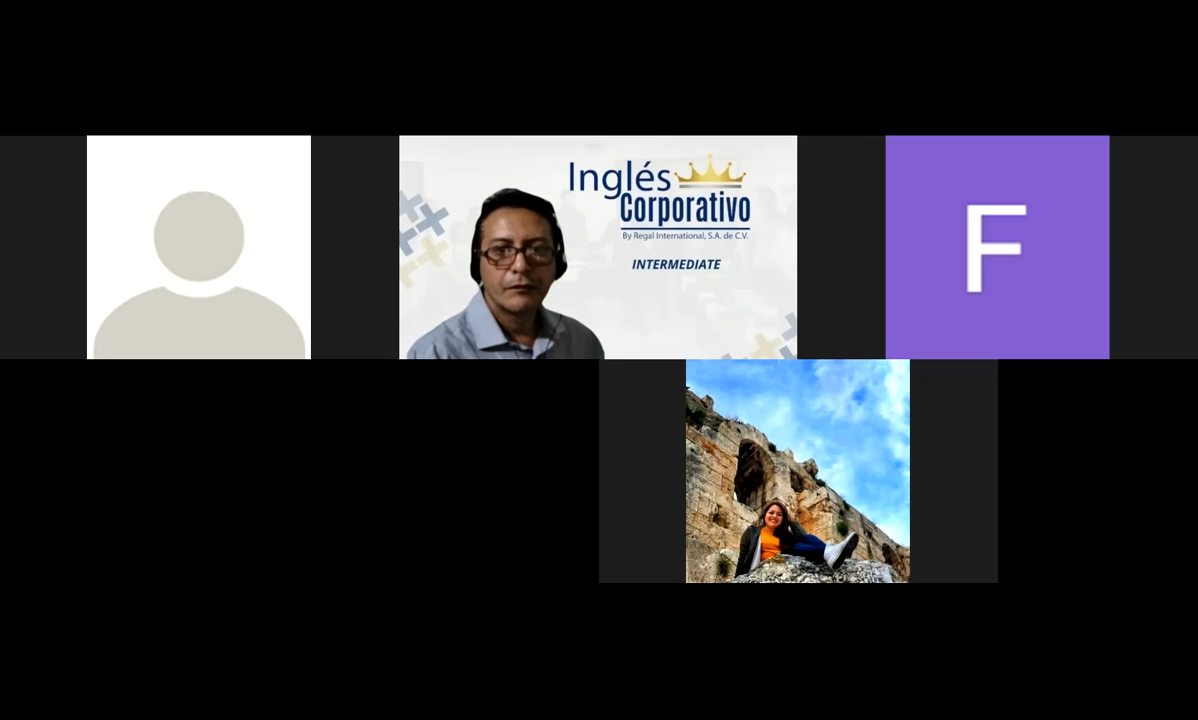 Inglés
Corporativo
By Regal International, S.A. de C.V.
INTERMEDIATE
F